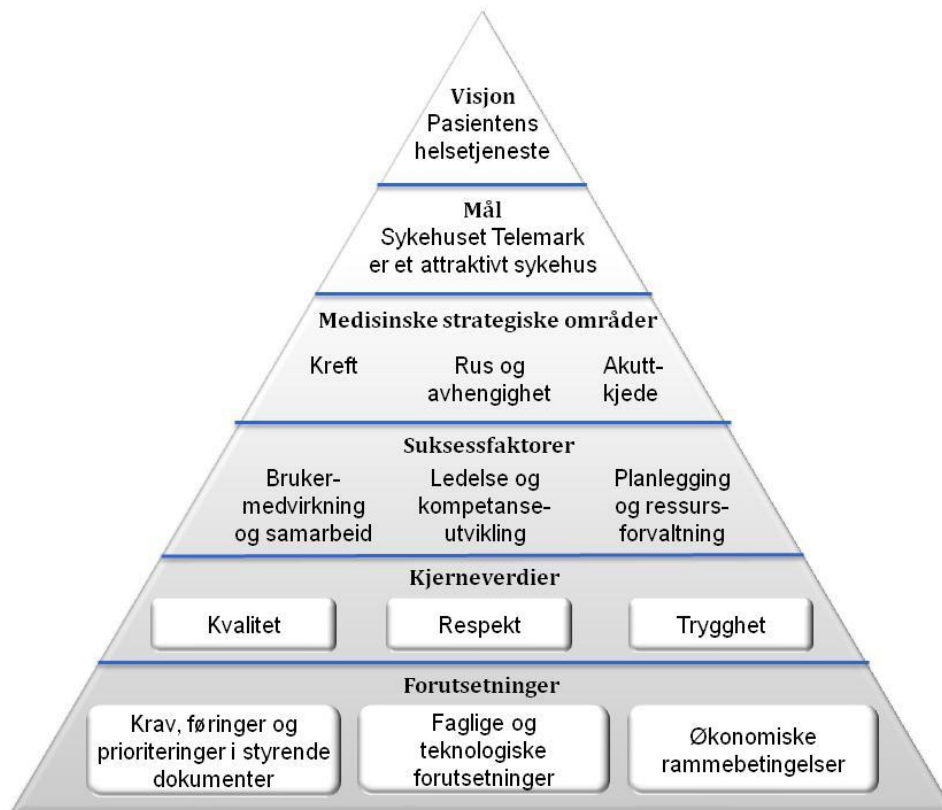 Visjon
Pasientens
helsetjeneste
Mål
Sykehuset Telemark
er et attraktivt sykehus
Medisinske strategiske områder
Kreft
Rus og
avhengighet
Akutt-
kjede
Suksessfaktorer
Bruker-
medvirkning
og samarbeid
Ledelse og
kompetanse-
utvikling
Planlegging
og ressurs-
forvaltning
Kjerneverdier
Kvalitet
Respekt
Trygghet
Forutsetninger
Krav, føringer og
prioriteringer i styrende
dokumenter
Faglige og
teknologiske
forutsetninger
Økonomiske
rammebetingelser